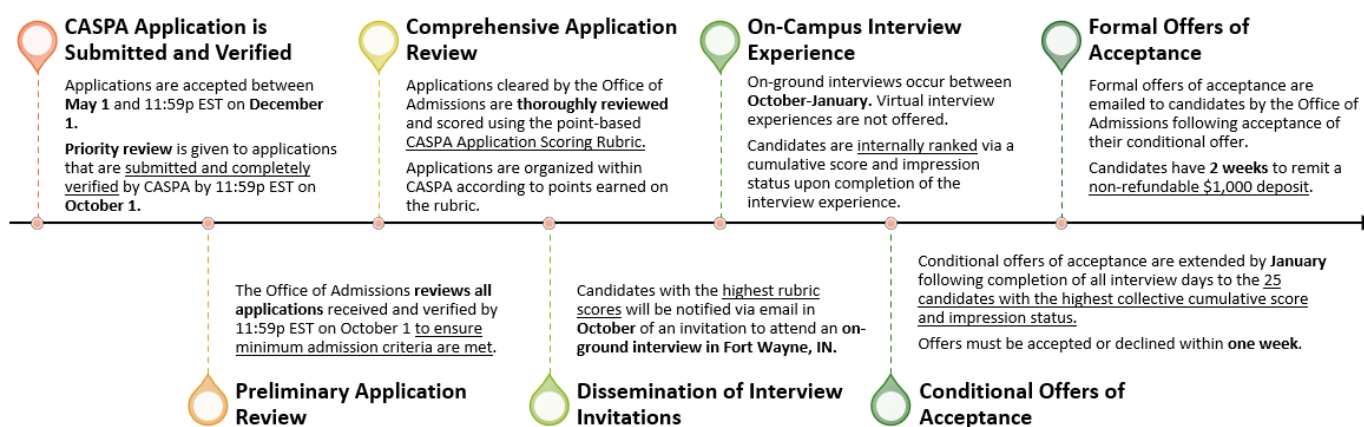 CASPA Application is
Submitted and Verified
Applications are accepted between
May 1 and 11:59p EST on December
1.
Priority review is given to applications
that are submitted and completely
verified by CASPA by 11:59p EST on
October 1.
The Office of Admissions reviews all
applications received and verified by
11:59p EST on October 1 to ensure
minimum admission criteria are met.
Preliminary Application
Review
Comprehensive Application
Review
Applications cleared by the Office of
Admissions are thoroughly reviewed
and scored using the point-based
CASPA Application Scoring Rubric.
Applications are organized within
CASPA according to points earned on
the rubric.
Candidates with the highest rubric
scores will be notified via email in
October of an invitation to attend an on-
ground interview in Fort Wayne, IN.
Dissemination of Interview
Invitations
On-Campus Interview
Experience
On-ground interviews occur between
October-January. Virtual interview
experiences are not offered.
Candidates are internally ranked via a
cumulative score and impression
status upon completion of the
interview experience.
Conditional offers of acceptance are extended by January
following completion of all interview days to the 25
candidates with the highest collective cumulative score
and impression status.
Offers must be accepted or declined within one week.
Conditional Offers of
Acceptance
Formal Offers of
Acceptance
Formal offers of acceptance are
emailed to candidates by the Office of
Admissions following acceptance of
their conditional offer.
Candidates have 2 weeks to remit a
non-refundable $1,000 deposit.